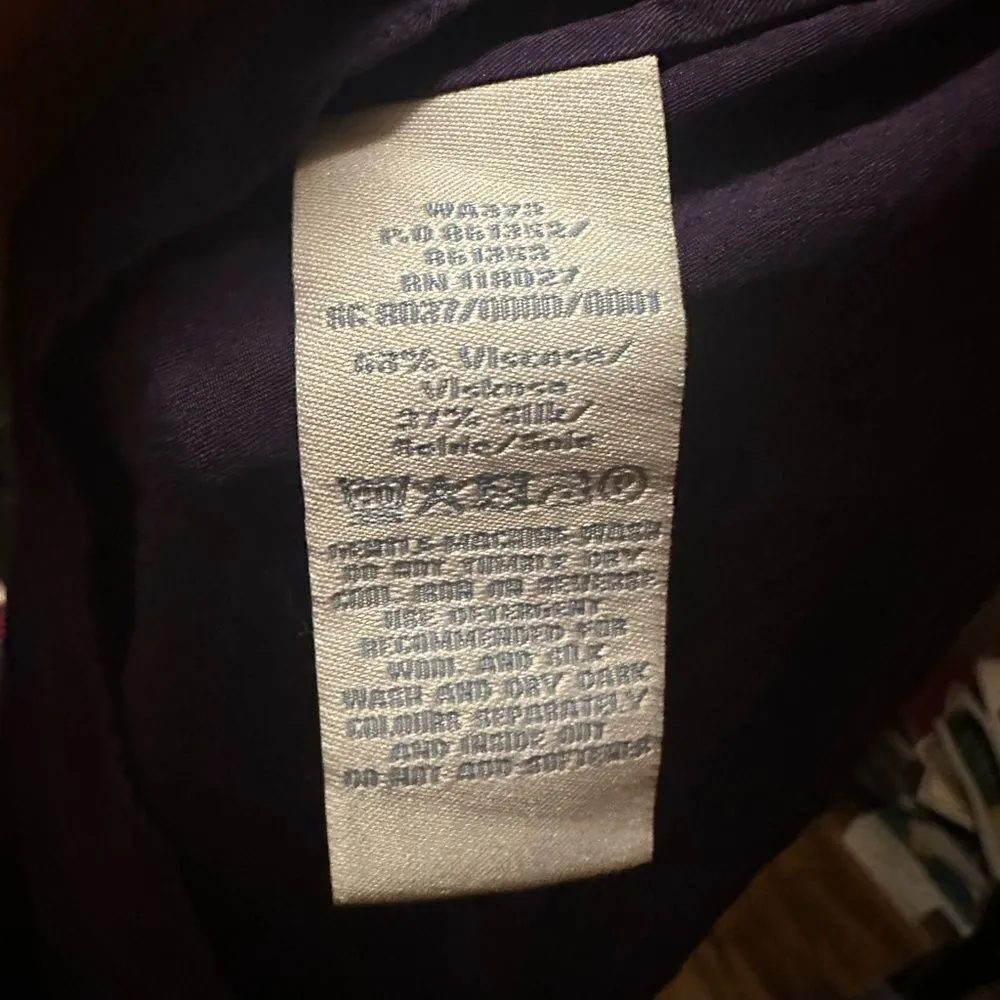 WA373
P.O 861352/
861353
RN 118027
SC 8037/0000/0001
63% Viscose/
Viskose
37% Silk/
Seide/Soie
GENTLE MACHINE WASH
DO NOT TUMBLE DRY
COOL IRON ON REVERSE
USE DETERGENT
RECOMMENDED FOR
WOOL AND SILK
WASH AND DRY DARK
COLOURS SEPARATELY
AND INSIDE OUT
DO NOT ADD SOFTENER